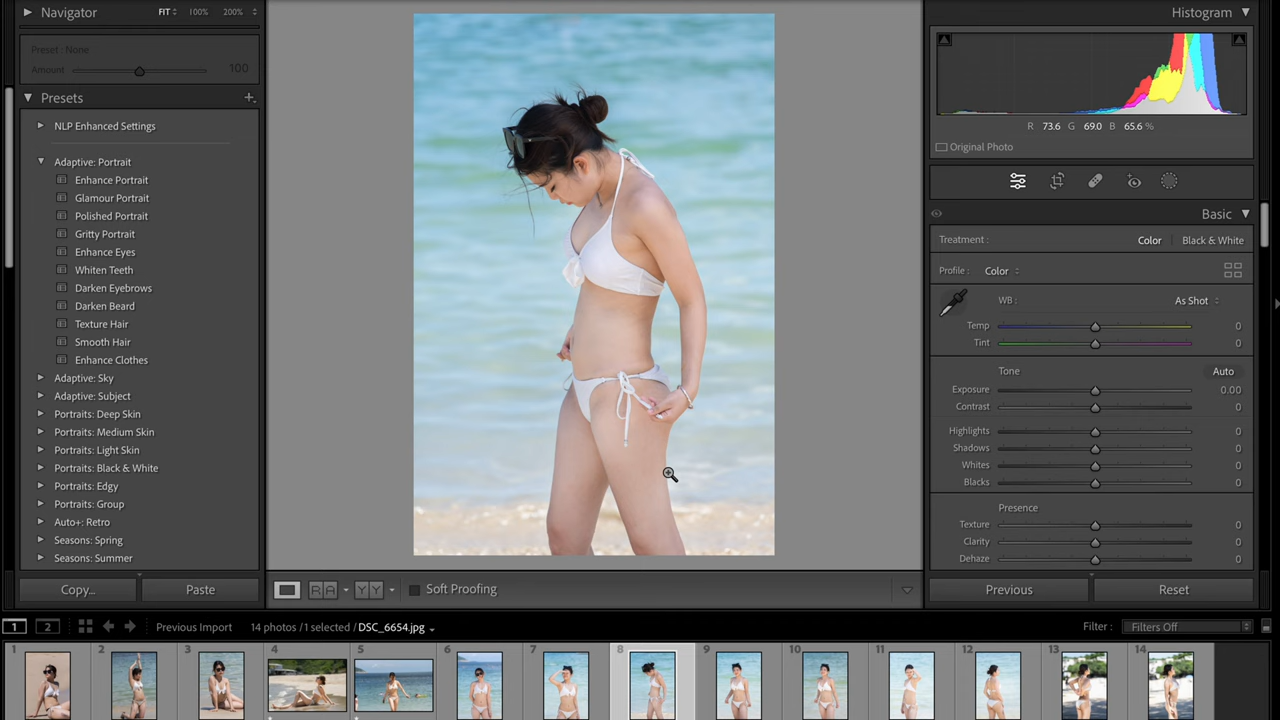 Navigator FIT 100% 200%
Preset : None
Amount 100
Presets
NLP Enhanced Settings
Adaptive: Portrait
Enhance Portrait
Glamour Portrait
Polished Portrait
Gritty Portrait
Enhance Eyes
Whiten Teeth
Darken Eyebrows
Darken Beard
Texture Hair
Smooth Hair
Enhance Clothes
Adaptive: Sky
Adaptive: Subject
Portraits: Deep Skin
Portraits: Medium Skin
Portraits: Light Skin
Portraits: Black & White
Portraits: Edgy
Portraits: Group
Auto+: Retro
Seasons: Spring
Seasons: Summer
Copy... Paste
R A Y Y Soft Proofing
Histogram
R 73.6 G 69.0 B 65.6 %
Original Photo
Basic
Treatment : Color Black & White
Profile : Color
WB : As Shot
Temp 0
Tint 0
Tone Auto
Exposure 0.00
Contrast 0
Highlights 0
Shadows 0
Whites 0
Blacks 0
Presence
Texture 0
Clarity 0
Dehaze 0
Previous Reset
1 2 Previous Import 14 photos / 1 selected / DSC_6654.jpg Filter : Filters Off
1 2 3 4 5 6 7 8 9 10 11 12 13 14